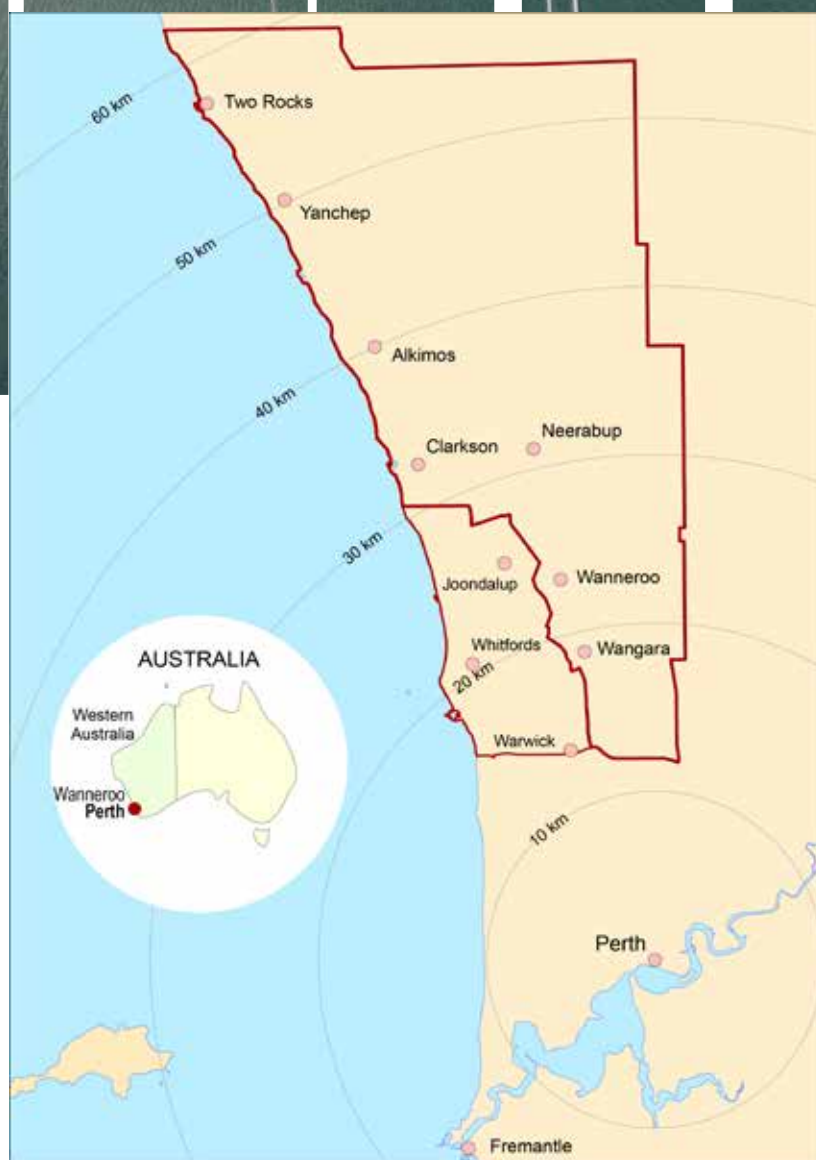 60 km
Two Rocks
Yanchep
50 km
Alkimos
40 km
Clarkson
Neerabup
30 km
Joondalup
Wanneroo
Whitfords
Wangara
20 km
AUSTRALIA
Western
Australia
Warwick
Wanneroo
Perth
10 km
Perth
Fremantle